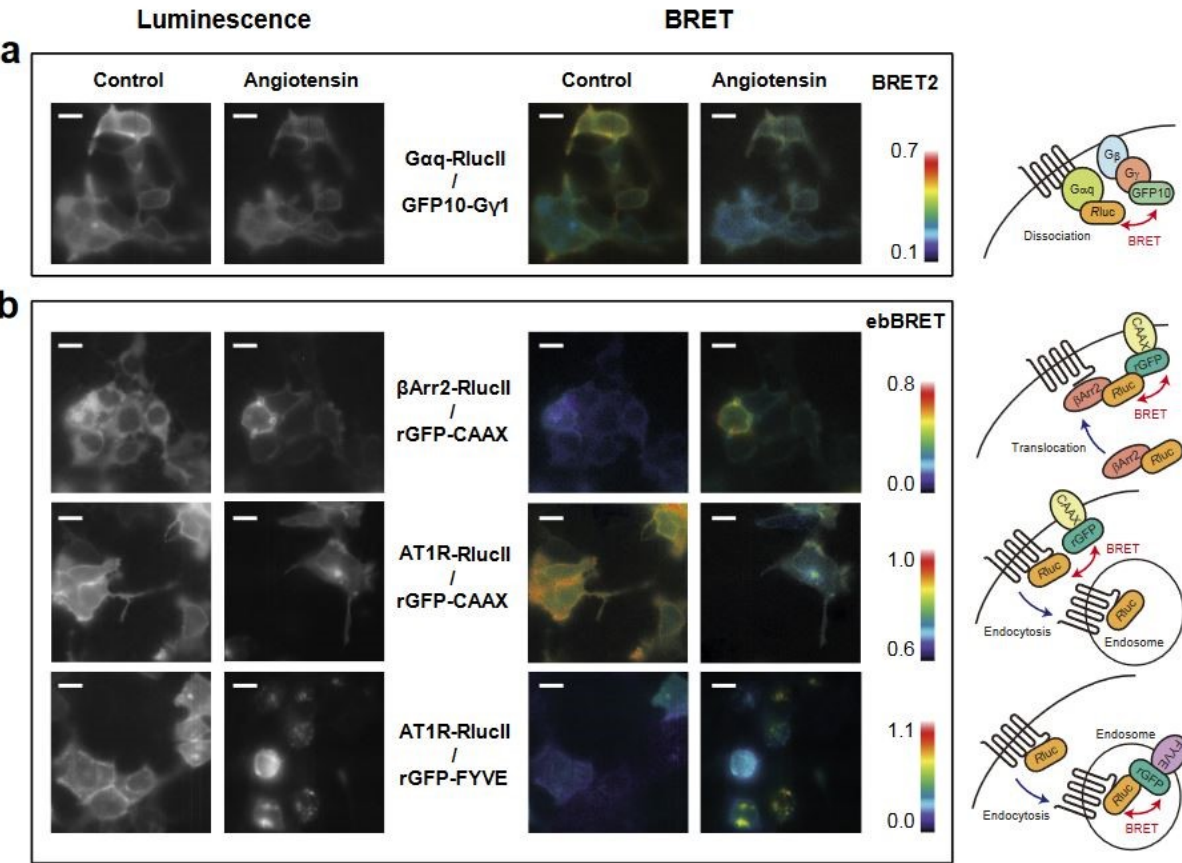 Luminescence
BRET
a
Control
Angiotensin
Control
Angiotensin
BRET2
Gαq-RlucII
/
GFP10-Gγ1
0.7
0.1
Gαq
Rluc
Gβ
Gγ
GFP10
Dissociation
BRET
b
ebBRET
βArr2-RlucII
/
rGFP-CAAX
0.8
0.0
CAAX
rGFP
βArr2
Rluc
BRET
Translocation
βArr2
Rluc
AT1R-RlucII
/
rGFP-CAAX
1.0
0.6
CAAX
rGFP
Rluc
BRET
Rluc
Endocytosis
Endosome
AT1R-RlucII
/
rGFP-FYVE
1.1
0.0
Endosome
Rluc
FYVE
rGFP
Rluc
Endocytosis
BRET